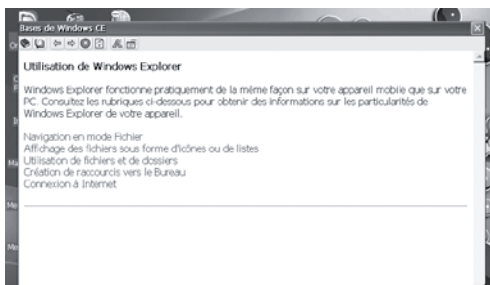 Bases de Windows CE
Utilisation de Windows Explorer
Windows Explorer fonctionne pratiquement de la même façon sur votre appareil mobile que sur votre
PC. Consultez les rubriques ci-dessous pour obtenir des informations sur les particularités de
Windows Explorer de votre appareil.
Navigation en mode Fichier
Affichage des fichiers sous forme d'icônes ou de listes
Utilisation de fichiers et de dossiers
Création de raccourcis vers le Bureau
Connexion à Internet